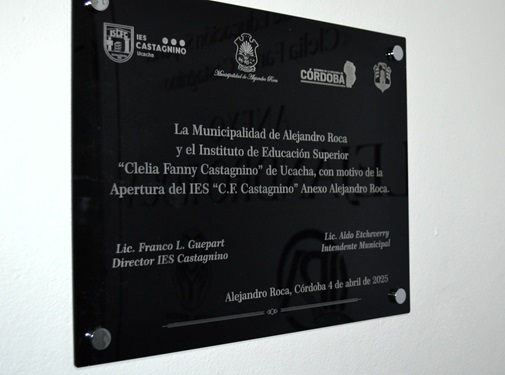 IES
CASTAGNINO
Ucacha
Municipalidad de Alejandro Roca
CÓRDOBA
La Municipalidad de Alejandro Roca
y el Instituto de Educación Superior
“Clelia Fanny Castagnino” de Ucacha, con motivo de la
Apertura del IES “C.F. Castagnino” Anexo Alejandro Roca.
Lic. Franco L. Guepart
Director IES Castagnino
Lic. Aldo Etcheverry
Intendente Municipal
Alejandro Roca, Córdoba 4 de abril de 2025